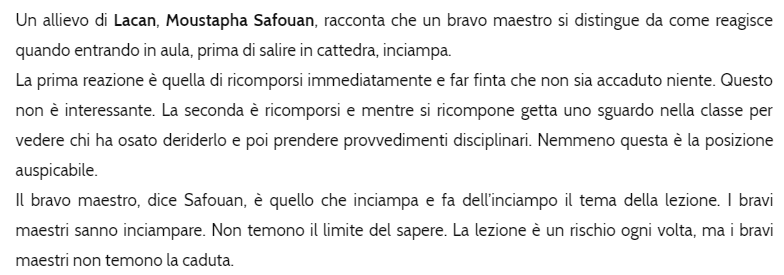 Un allievo di Lacan, Moustapha Safouan, racconta che un bravo maestro si distingue da come reagisce
quando entrando in aula, prima di salire in cattedra, inciampa.
La prima reazione è quella di ricomporsi immediatamente e far finta che non sia accaduto niente. Questo
non è interessante. La seconda è ricomporsi e mentre si ricompone getta uno sguardo nella classe per
vedere chi ha osato deriderlo e poi prendere provvedimenti disciplinari. Nemmeno questa è la posizione
auspicabile.
Il bravo maestro, dice Safouan, è quello che inciampa e fa dell'inciampo il tema della lezione. I bravi
maestri sanno inciampare. Non temono il limite del sapere. La lezione è un rischio ogni volta, ma i bravi
maestri non temono la caduta.